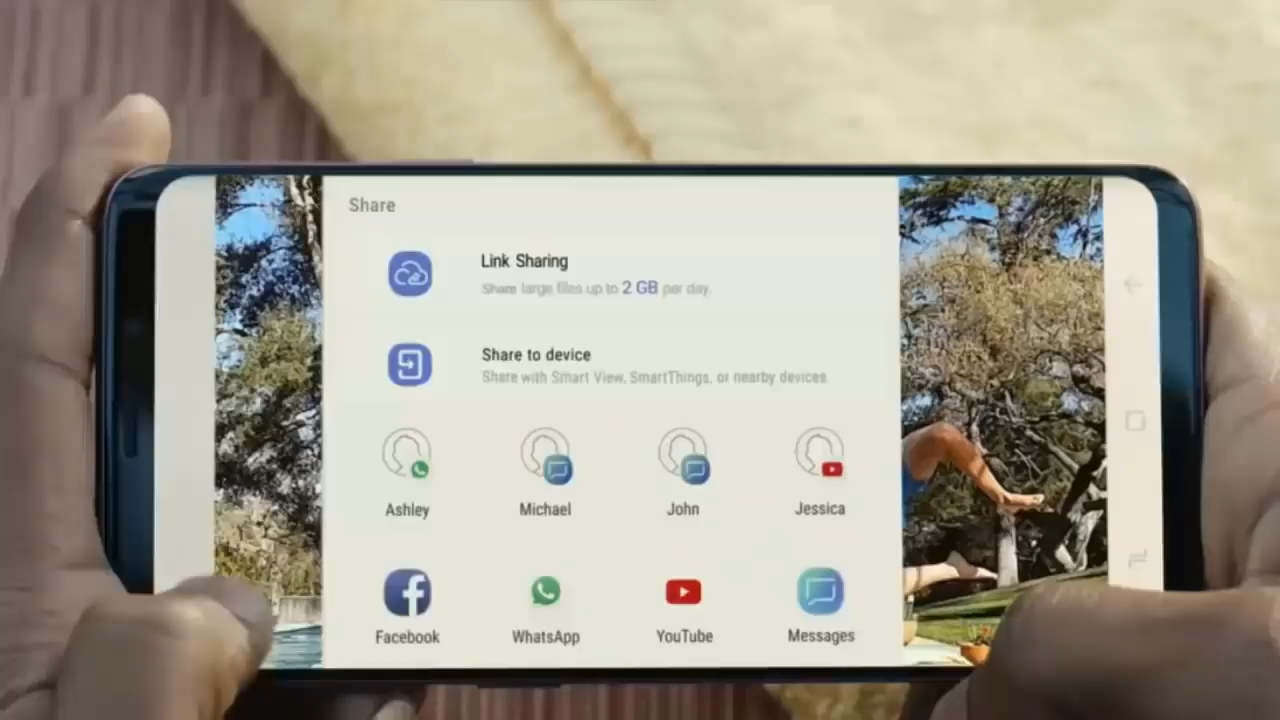 Share
Link Sharing
Share large files up to 2 GB per day.
Share to device
Share with Smart View, SmartThings, or nearby devices.
Ashley Michael John Jessica
Facebook WhatsApp YouTube Messages